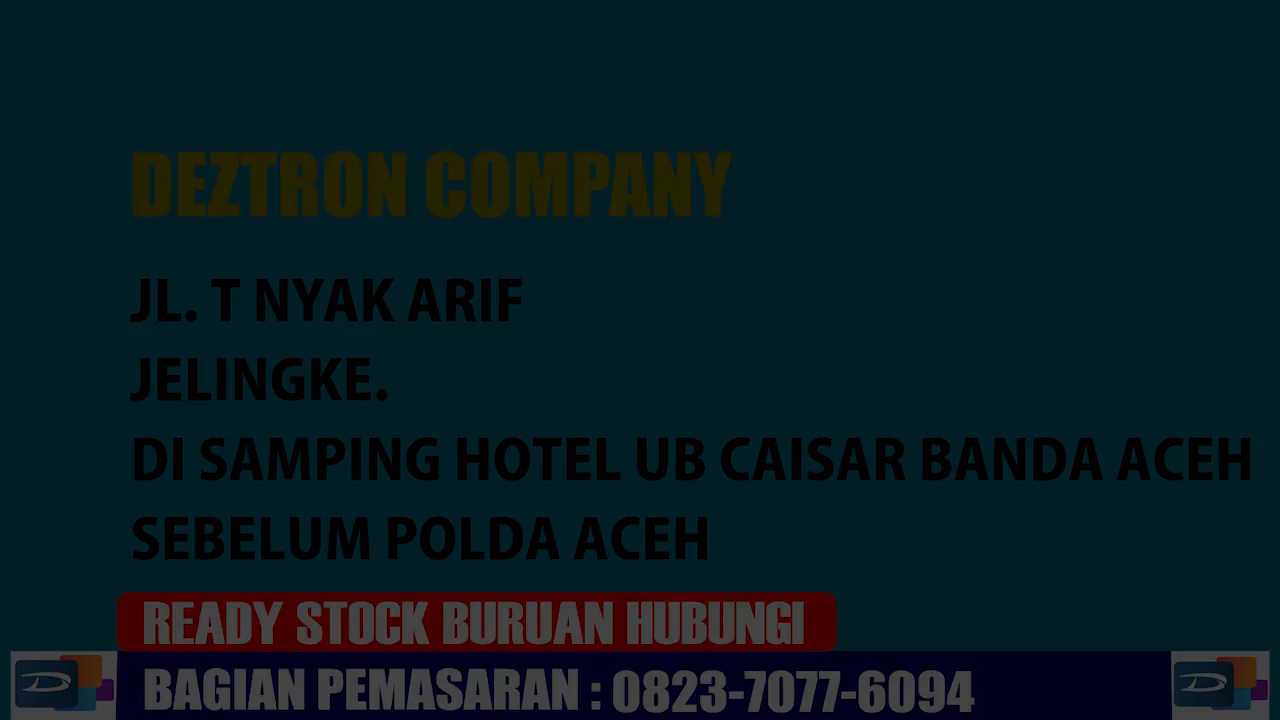 DEZTRON COMPANY
JL. T NYAK ARIF
JELINGKE.
DI SAMPING HOTEL UB CAISAR BANDA ACEH
SEBELUM POLDA ACEH
READY STOCK BURUAN HUBUNGI
BAGIAN PEMASARAN : 0823-7077-6094